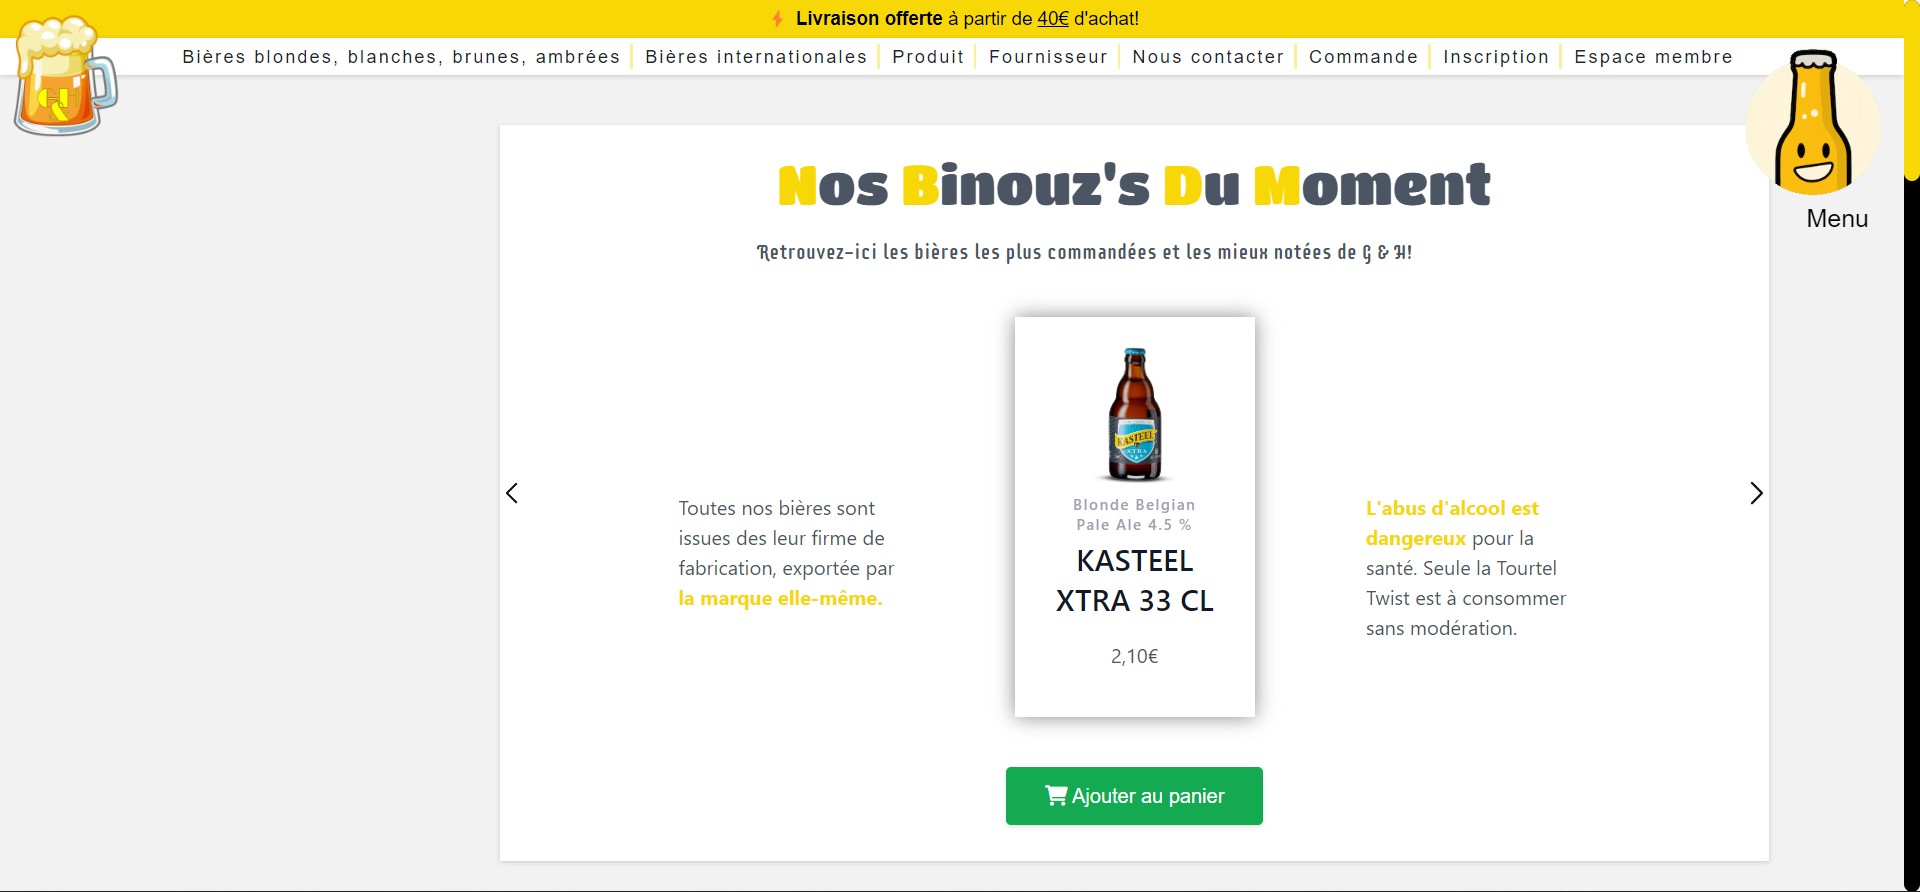 Livraison offerte à partir de 40€ d'achat!
Bières blondes, blanches, brunes, ambrées Bières internationales Produit Fournisseur Nous contacter Commande Inscription Espace membre
G
&
H
Menu
Nos Binouz's Du Moment
Retrouvez-ici les bières les plus commandées et les mieux notées de G & H!
KASTEEL
XTRA
Toutes nos bières sont
issues des leur firme de
fabrication, exportée par
la marque elle-même.
Blonde Belgian
Pale Ale 4.5 %
KASTEEL
XTRA 33 CL
2,10€
L'abus d'alcool est
dangereux pour la
santé. Seule la Tourtel
Twist est à consommer
sans modération.
Ajouter au panier